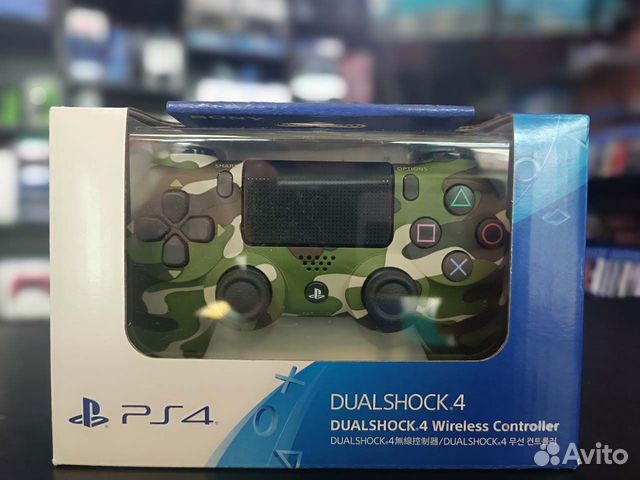 SONY
SHARE
OPTIONS
PS4
DUALSHOCK.4
DUALSHOCK.4 Wireless Controller
DUALSHOCK.4無線控制器/DUALSHOCK.4 무선 컨트롤러
Avito